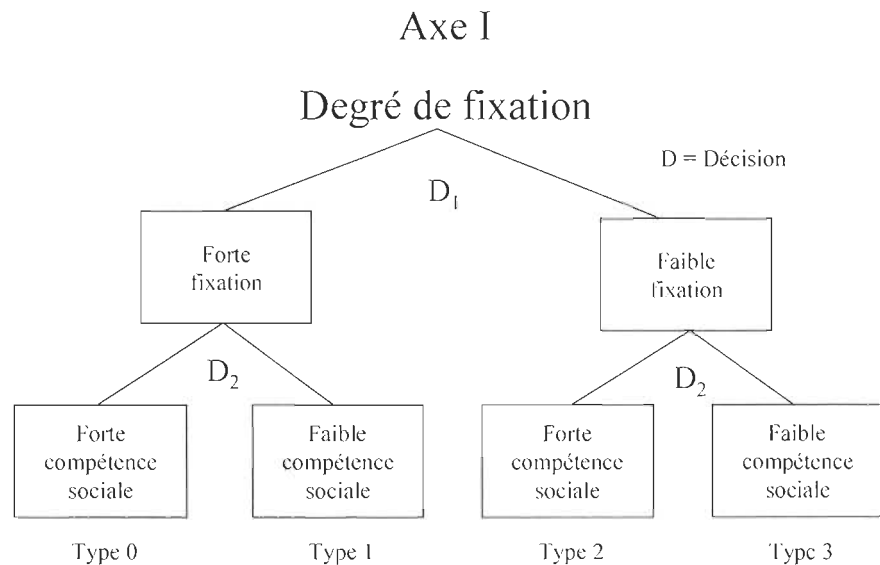 Axe I
Degré de fixation
D = Décision
D₁
Forte
fixation
Faible
fixation
D₂
D₂
Forte
compétence
sociale
Faible
compétence
sociale
Forte
compétence
sociale
Faible
compétence
sociale
Type 0
Type 1
Type 2
Type 3